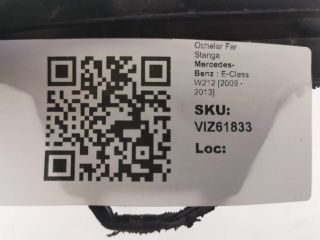 Ochelar Far
Stanga
Mercedes-
Benz : E-Class
W212 [2009 -
2013]
SKU:
VIZ61833
Loc: